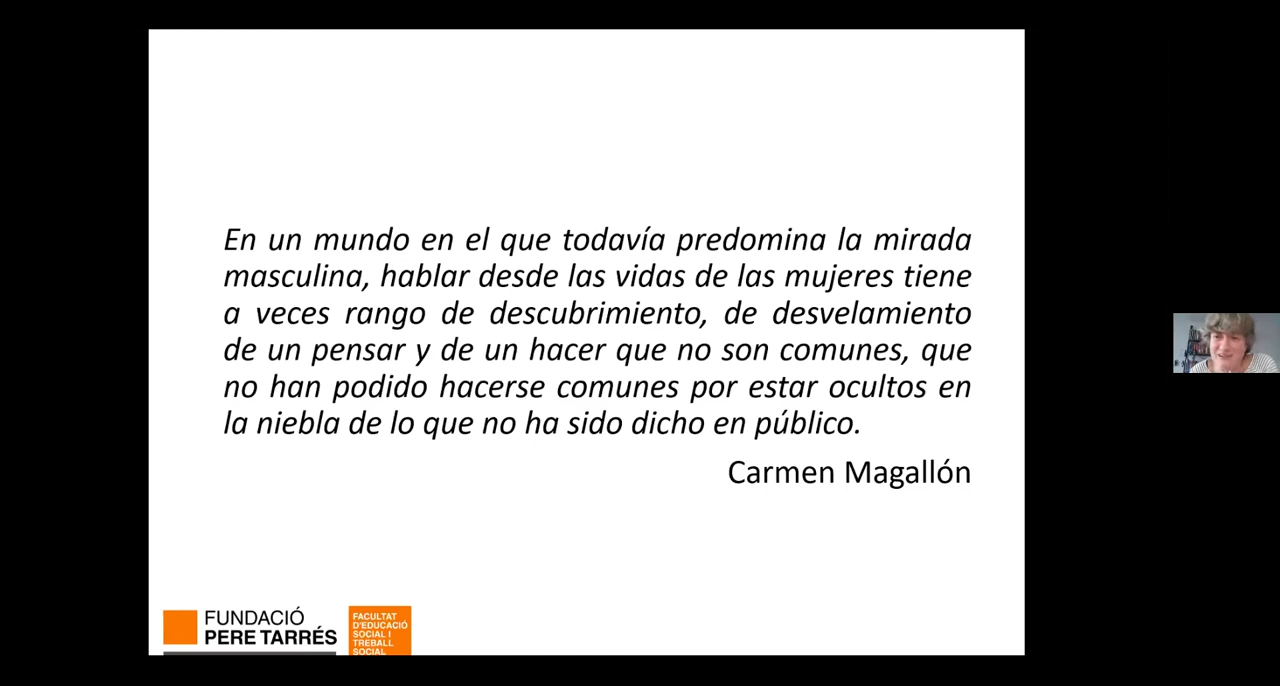 En un mundo en el que todavía predomina la mirada
masculina, hablar desde las vidas de las mujeres tiene
a veces rango de descubrimiento, de desvelamiento
de un pensar y de un hacer que no son comunes, que
no han podido hacerse comunes por estar ocultos en
la niebla de lo que no ha sido dicho en público.
Carmen Magallón
FUNDACIÓ
PERE TARRÉS
FACULTAT
D'EDUCACIÓ
SOCIAL I
TREBALL
SOCIAL